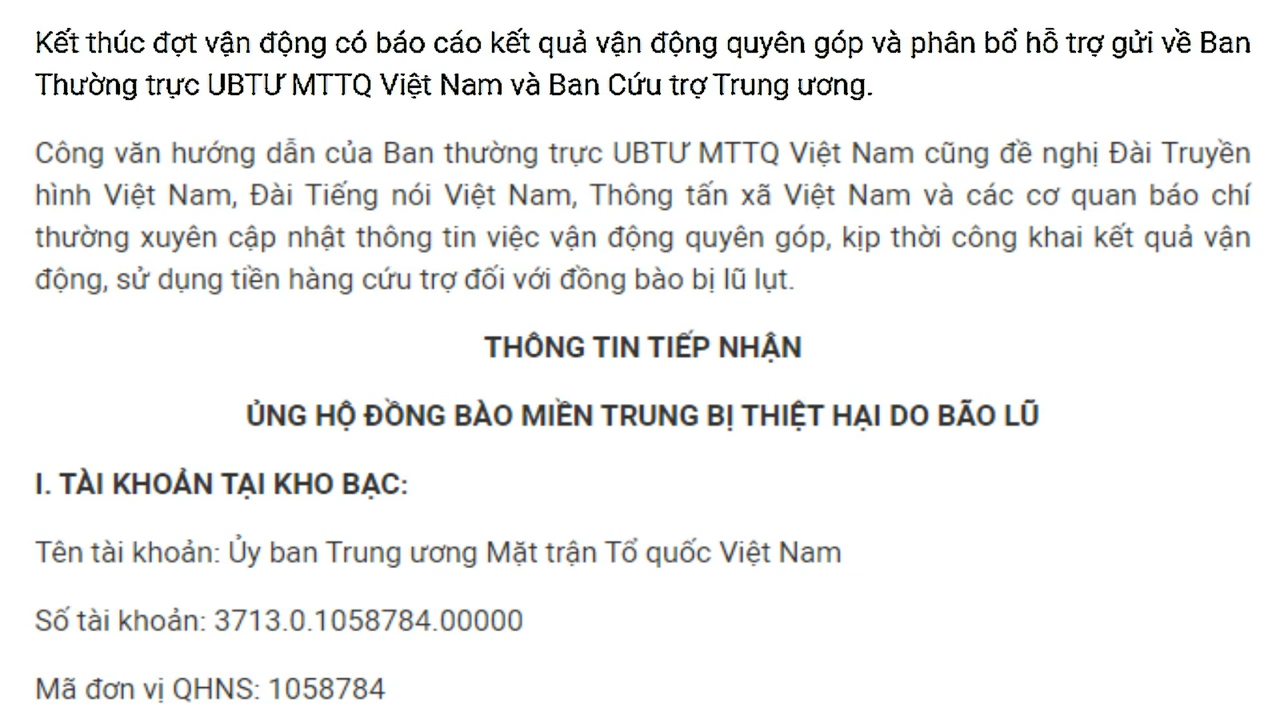 Kết thúc đợt vận động có báo cáo kết quả vận động quyên góp và phân bổ hỗ trợ gửi về Ban
Thường trực UBTƯ MTTQ Việt Nam và Ban Cứu trợ Trung ương.
Công văn hướng dẫn của Ban thường trực UBTƯ MTTQ Việt Nam cũng đề nghị Đài Truyền
hình Việt Nam, Đài Tiếng nói Việt Nam, Thông tấn xã Việt Nam và các cơ quan báo chí
thường xuyên cập nhật thông tin việc vận động quyên góp, kịp thời công khai kết quả vận
động, sử dụng tiền hàng cứu trợ đối với đồng bào bị lũ lụt.
THÔNG TIN TIẾP NHẬN
ỦNG HỘ ĐỒNG BÀO MIỀN TRUNG BỊ THIỆT HẠI DO BÃO LŨ
I. TÀI KHOẢN TẠI KHO BẠC:
Tên tài khoản: Ủy ban Trung ương Mặt trận Tổ quốc Việt Nam
Số tài khoản: 3713.0.1058784.00000
Mã đơn vị QHNS: 1058784